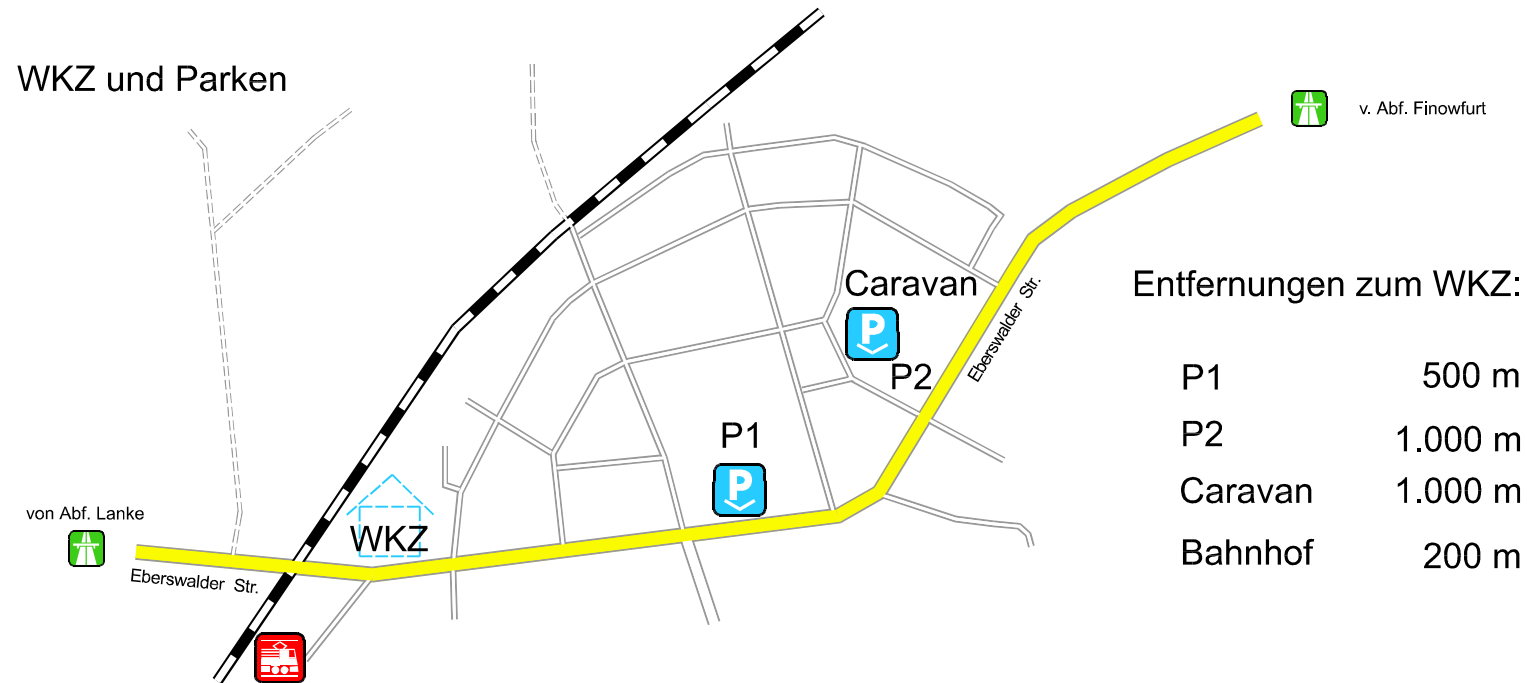 WKZ und Parken
v. Abf. Finowfurt
Caravan
P
P2
Eberswalder Str.
P1
P
WKZ
von Abf. Lanke
Eberswalder Str.
Entfernungen zum WKZ:
P1 500 m
P2 1.000 m
Caravan 1.000 m
Bahnhof 200 m